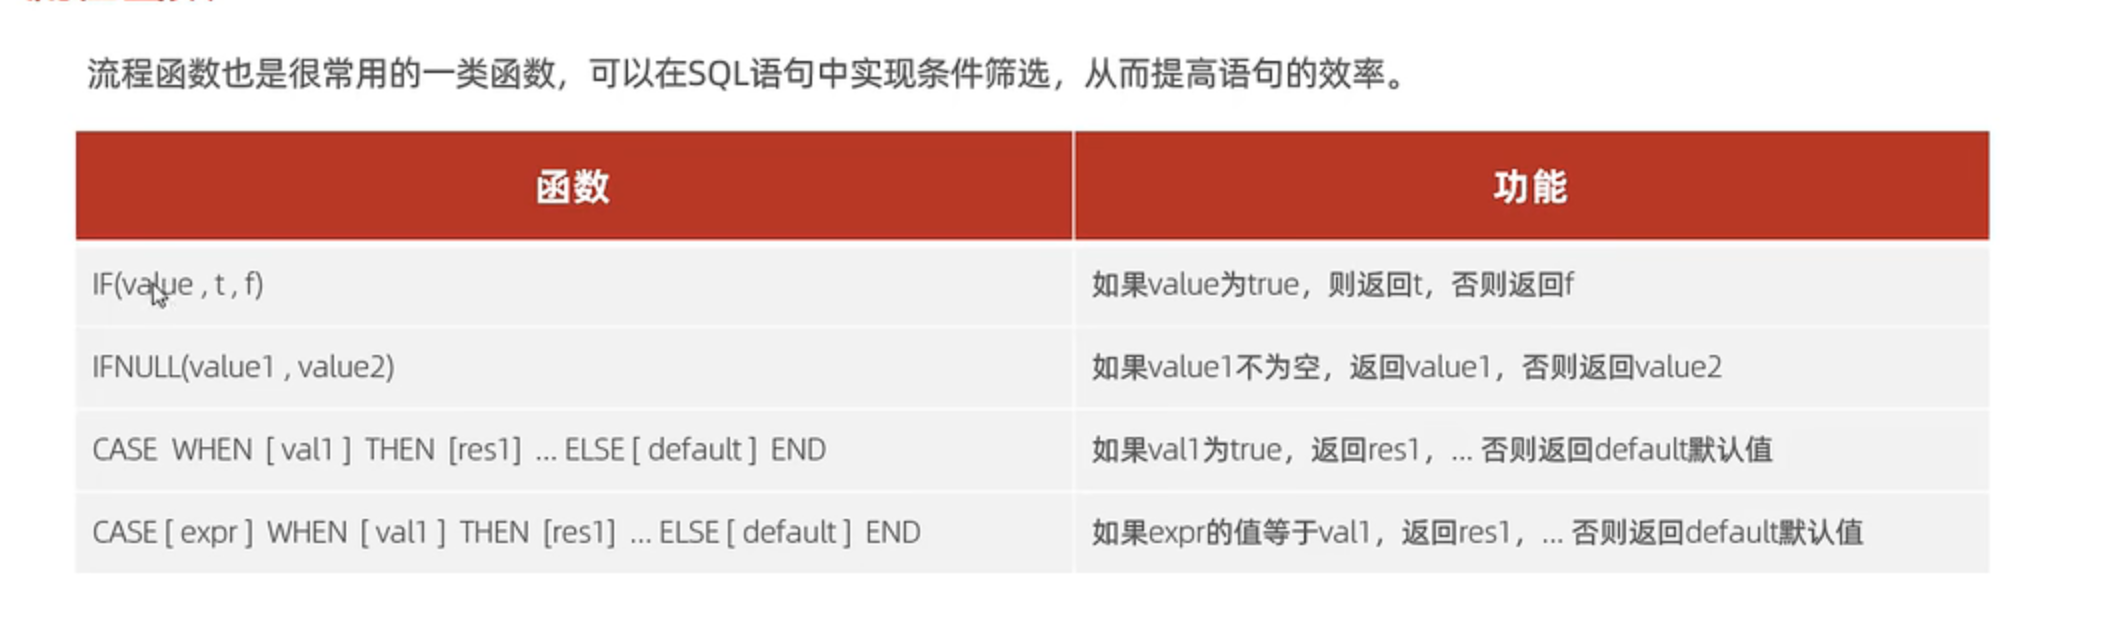 流程函数也是很常用的一类函数，可以在SQL语句中实现条件筛选，从而提高语句的效率。
函数 功能
IF(value , t , f) 如果value为true，则返回t，否则返回f
IFNULL(value1 , value2) 如果value1不为空，返回value1，否则返回value2
CASE WHEN [ val1 ] THEN [res1] ... ELSE [ default ] END 如果val1为true，返回res1，... 否则返回default默认值
CASE [ expr ] WHEN [ val1 ] THEN [res1] ... ELSE [ default ] END 如果expr的值等于val1，返回res1，... 否则返回default默认值